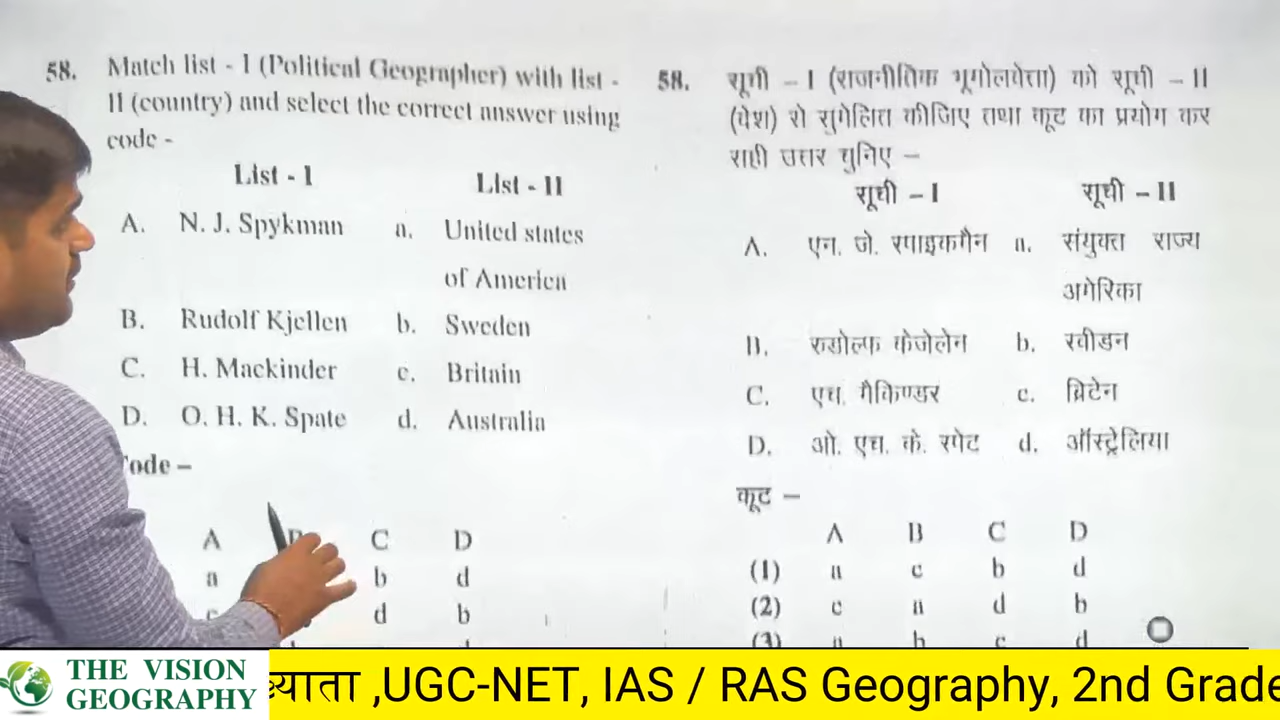 58. Match list - I (Political Geographer) with list -
II (country) and select the correct answer using
code -
List - I List - II
A. N. J. Spykman a. United states
of America
B. Rudolf Kjellen b. Sweden
C. H. Mackinder c. Britain
D. O. H. K. Spate d. Australia
ode –
A B C D
a b d
c d b
58. सूची – I (राजनीतिक भूगोलवेत्ता) को सूची – II
(देश) से सुमेलित कीजिए तथा कूट का प्रयोग कर
सही उत्तर चुनिए –
सूची – I सूची – II
A. एन. जे. स्पाइकमैन a. संयुक्त राज्य
अमेरिका
B. रुडोल्फ केजेलेन b. स्वीडन
C. एच. मैकिण्डर c. ब्रिटेन
D. ओ. एच. के. स्पेट d. ऑस्ट्रेलिया
कूट –
A B C D
(1) a c b d
(2) c a d b
(3) a b c d
THE VISION
GEOGRAPHY
ख्याता ,UGC-NET, IAS / RAS Geography, 2nd Grade